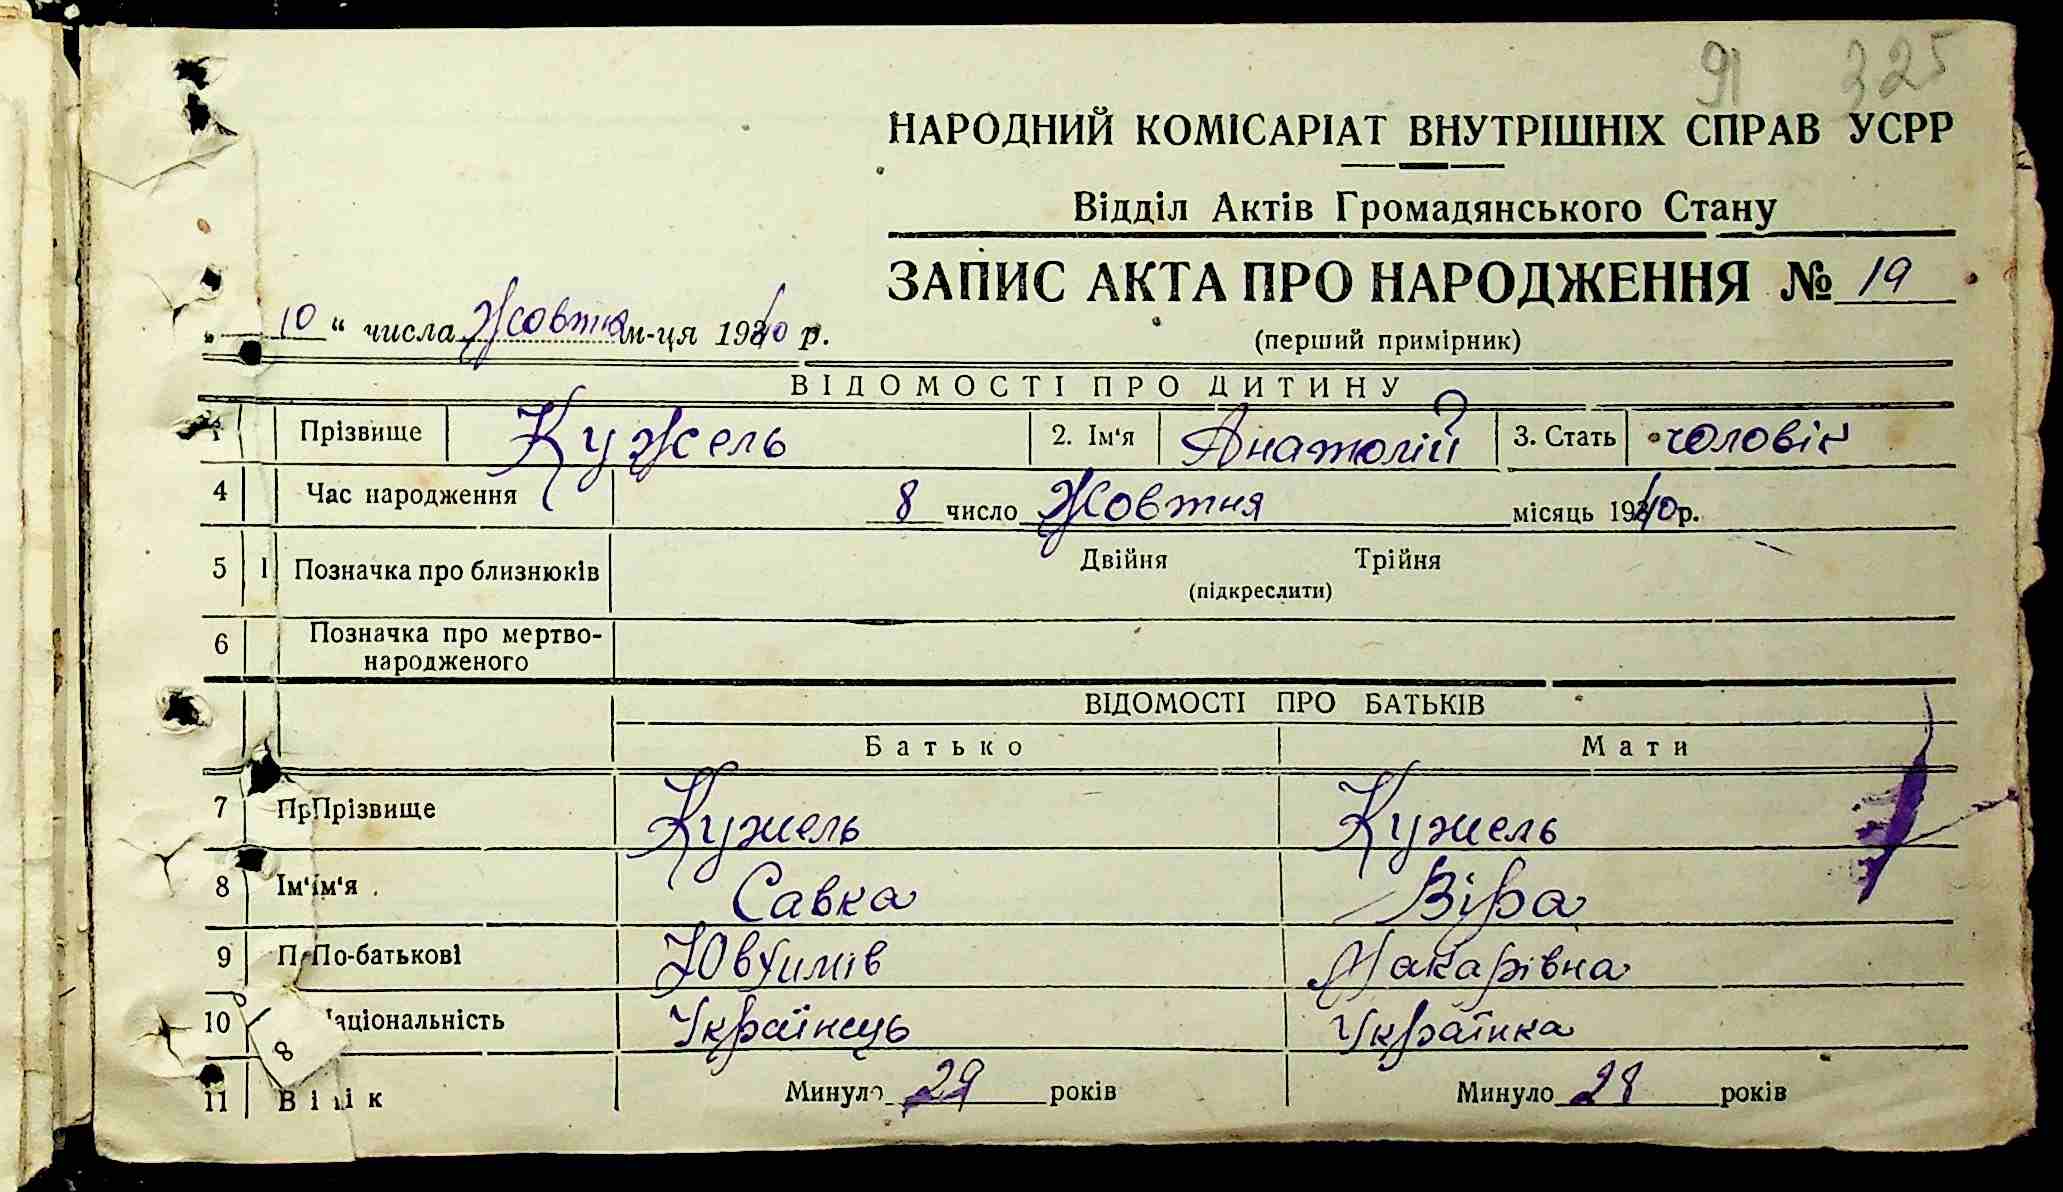 91 325
НАРОДНИЙ КОМІСАРІАТ ВНУТРІШНІХ СПРАВ УСРР
Відділ Актів Громадянського Стану
ЗАПИС АКТА ПРО НАРОДЖЕННЯ № 19
„ 10 “ числа Жовтня м-ця 1940 р.
(перший примірник)
ВІДОМОСТІ ПРО ДИТИНУ
1 Прізвище Кужель 2. Ім‘я Анатолій 3. Стать чоловік
4 Час народження 8 число Жовтня місяць 1940 р.
5 Позначка про близнюків Двійня Трійня
(підкреслити)
6 Позначка про мертво-
народженого
ВІДОМОСТІ ПРО БАТЬКІВ
Батько Мати
7 Прізвище Кужель Кужель
8 Ім‘я Савка Віра
9 По-батькові Ювхимів Макарівна
10 Національність Українець Українка
11 Вік Минуло 29 років Минуло 28 років
8